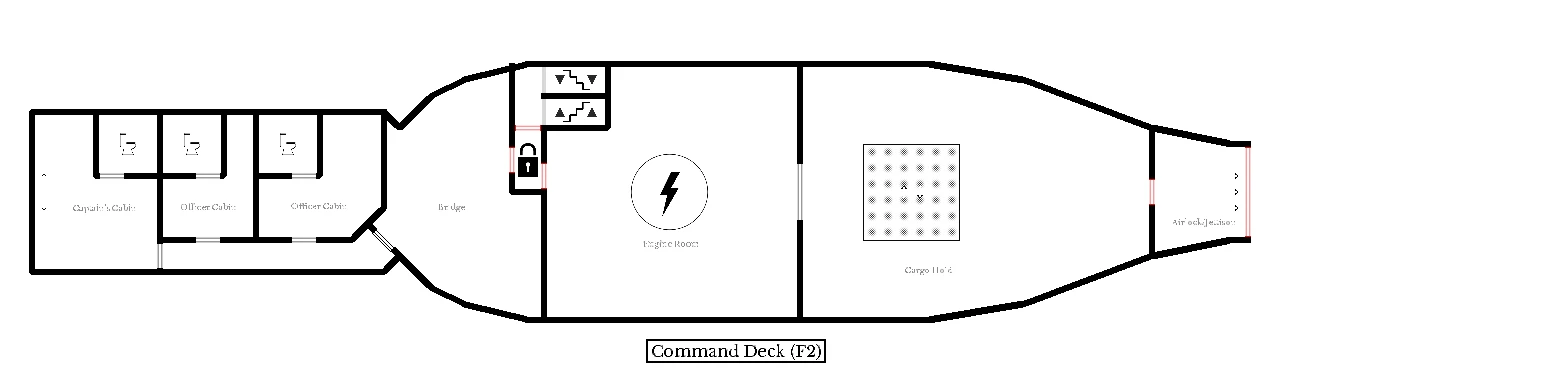 Captain's Cabin
Officer Cabin
Officer Cabin
Bridge
Engine Room
Cargo Hold
Airlock/Jettison
Command Deck (F2)